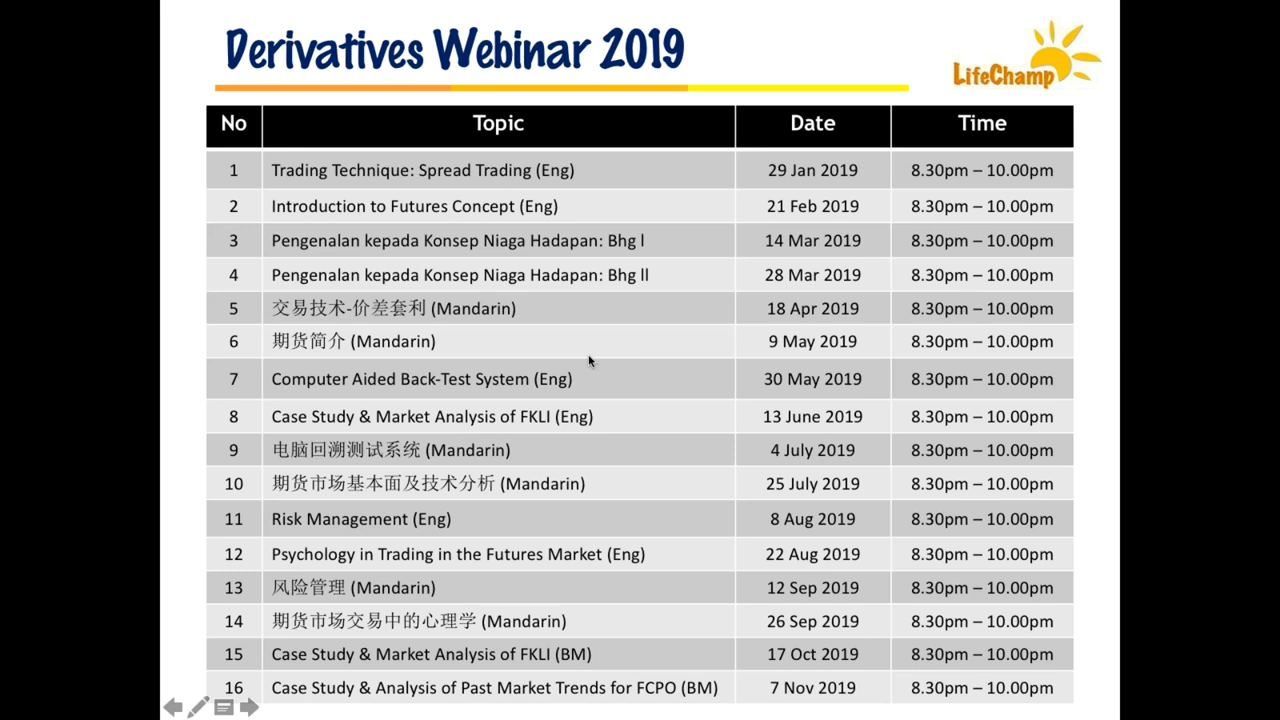 Derivatives Webinar 2019
LifeChamp
No Topic Date Time
1 Trading Technique: Spread Trading (Eng) 29 Jan 2019 8.30pm – 10.00pm
2 Introduction to Futures Concept (Eng) 21 Feb 2019 8.30pm – 10.00pm
3 Pengenalan kepada Konsep Niaga Hadapan: Bhg l 14 Mar 2019 8.30pm – 10.00pm
4 Pengenalan kepada Konsep Niaga Hadapan: Bhg ll 28 Mar 2019 8.30pm – 10.00pm
5 交易技术-价差套利 (Mandarin) 18 Apr 2019 8.30pm – 10.00pm
6 期货简介 (Mandarin) 9 May 2019 8.30pm – 10.00pm
7 Computer Aided Back-Test System (Eng) 30 May 2019 8.30pm – 10.00pm
8 Case Study & Market Analysis of FKLI (Eng) 13 June 2019 8.30pm – 10.00pm
9 电脑回溯测试系统 (Mandarin) 4 July 2019 8.30pm – 10.00pm
10 期货市场基本面及技术分析 (Mandarin) 25 July 2019 8.30pm – 10.00pm
11 Risk Management (Eng) 8 Aug 2019 8.30pm – 10.00pm
12 Psychology in Trading in the Futures Market (Eng) 22 Aug 2019 8.30pm – 10.00pm
13 风险管理 (Mandarin) 12 Sep 2019 8.30pm – 10.00pm
14 期货市场交易中的心理学 (Mandarin) 26 Sep 2019 8.30pm – 10.00pm
15 Case Study & Market Analysis of FKLI (BM) 17 Oct 2019 8.30pm – 10.00pm
16 Case Study & Analysis of Past Market Trends for FCPO (BM) 7 Nov 2019 8.30pm – 10.00pm